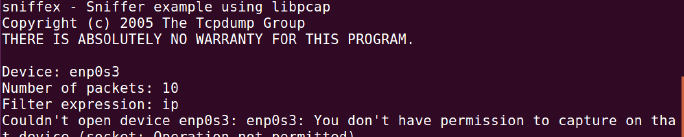 sniffex - Sniffer example using libpcap
Copyright (c) 2005 The Tcpdump Group
THERE IS ABSOLUTELY NO WARRANTY FOR THIS PROGRAM.
Device: enp0s3
Number of packets: 10
Filter expression: ip
Couldn't open device enp0s3: enp0s3: You don't have permission to capture on tha
t device (socket: Operation not permitted)